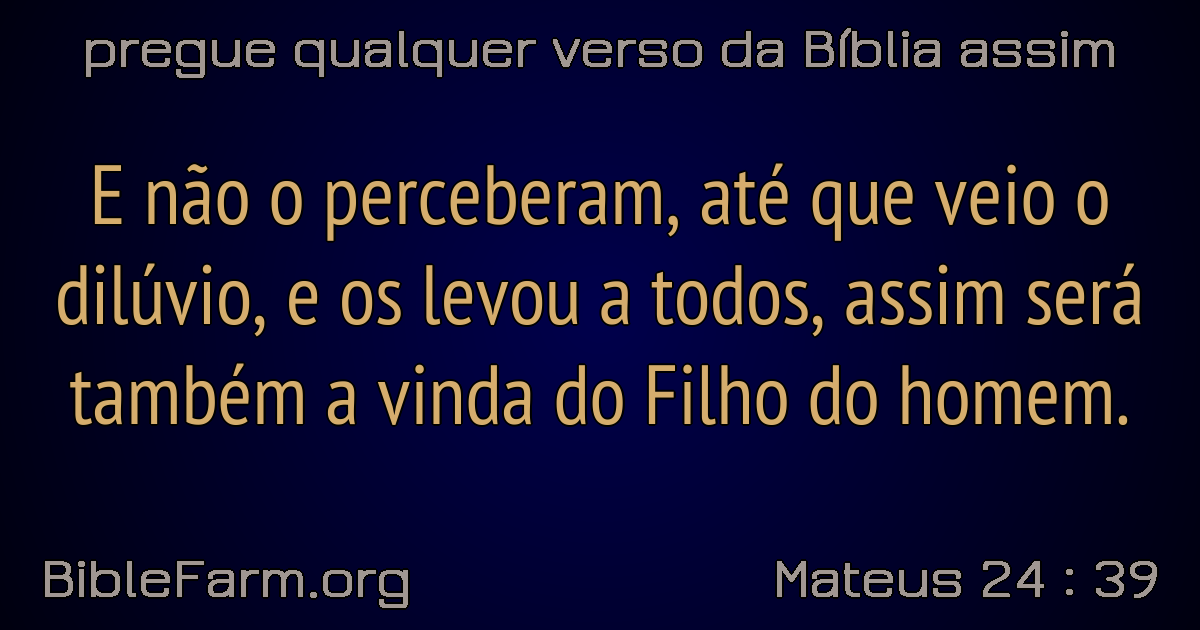 pregue qualquer verso da Bíblia assim
E não o perceberam, até que veio o
dilúvio, e os levou a todos, assim será
também a vinda do Filho do homem.
BibleFarm.org
Mateus 24 : 39